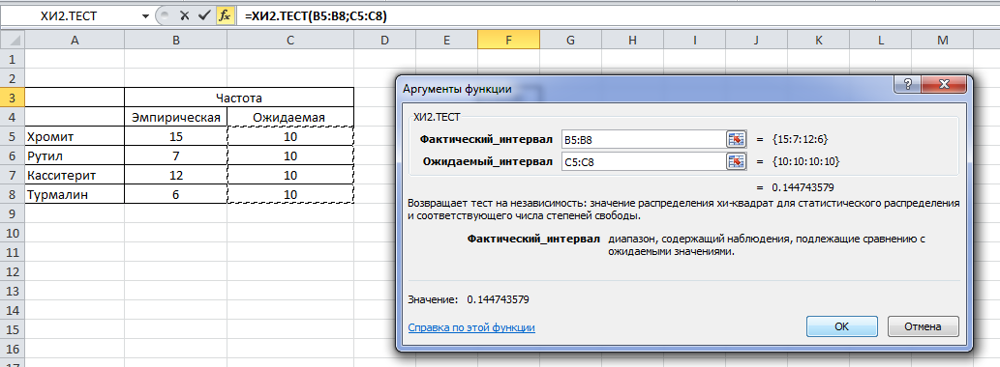 ХИ2.ТЕСТ =ХИ2.ТЕСТ(B5:B8;C5:C8)
A B C D E F G H I J K L M
1
2
3 Частота
4 Эмпирическая Ожидаемая
5 Хромит 15 10
6 Рутил 7 10
7 Касситерит 12 10
8 Турмалин 6 10
9
10
11
12
13
14
15
16
17
Аргументы функции
ХИ2.ТЕСТ
Фактический_интервал B5:B8 = {15:7:12:6}
Ожидаемый_интервал C5:C8 = {10:10:10:10}
= 0.144743579
Возвращает тест на независимость: значение распределения хи-квадрат для статистического распределения
и соответствующего числа степеней свободы.
Фактический_интервал диапазон, содержащий наблюдения, подлежащие сравнению с
ожидаемыми значениями.
Значение: 0.144743579
Справка по этой функции
ОК Отмена